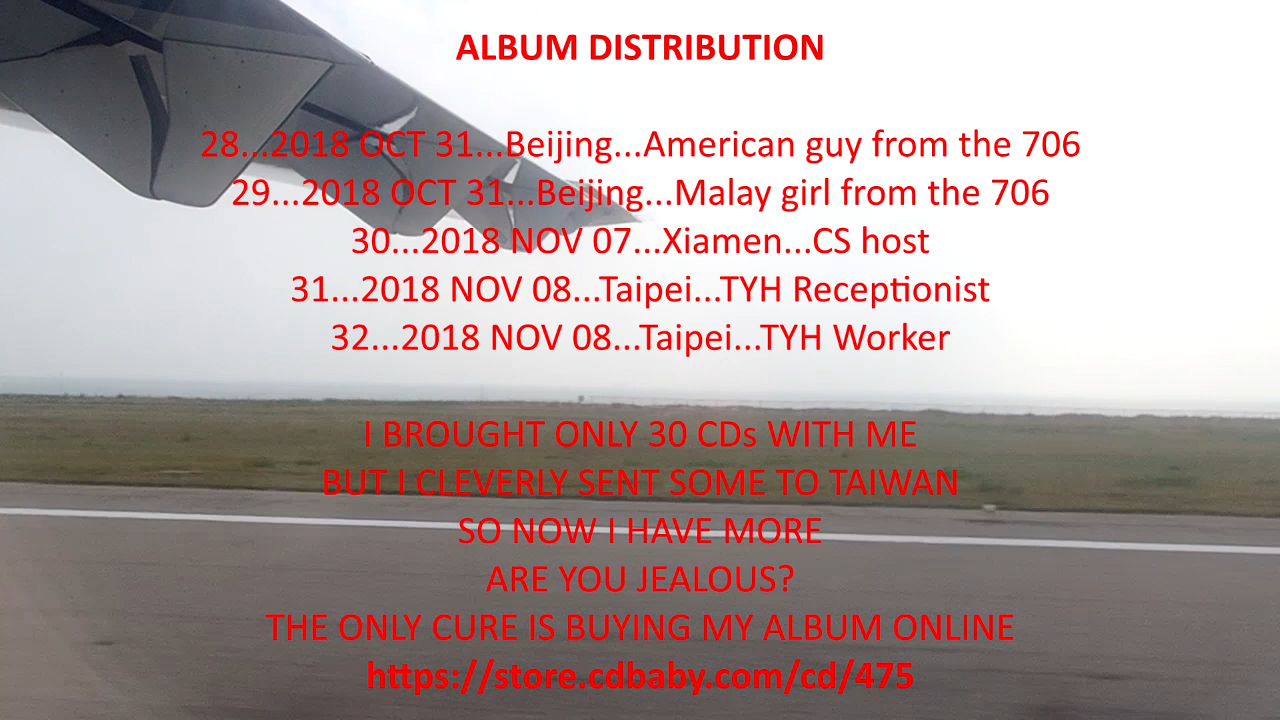 ALBUM DISTRIBUTION
28...2018 OCT 31...Beijing...American guy from the 706
29...2018 OCT 31...Beijing...Malay girl from the 706
30...2018 NOV 07...Xiamen...CS host
31...2018 NOV 08...Taipei...TYH Receptionist
32...2018 NOV 08...Taipei...TYH Worker
I BROUGHT ONLY 30 CDs WITH ME
BUT I CLEVERLY SENT SOME TO TAIWAN
SO NOW I HAVE MORE
ARE YOU JEALOUS?
THE ONLY CURE IS BUYING MY ALBUM ONLINE
https://store.cdbaby.com/cd/475